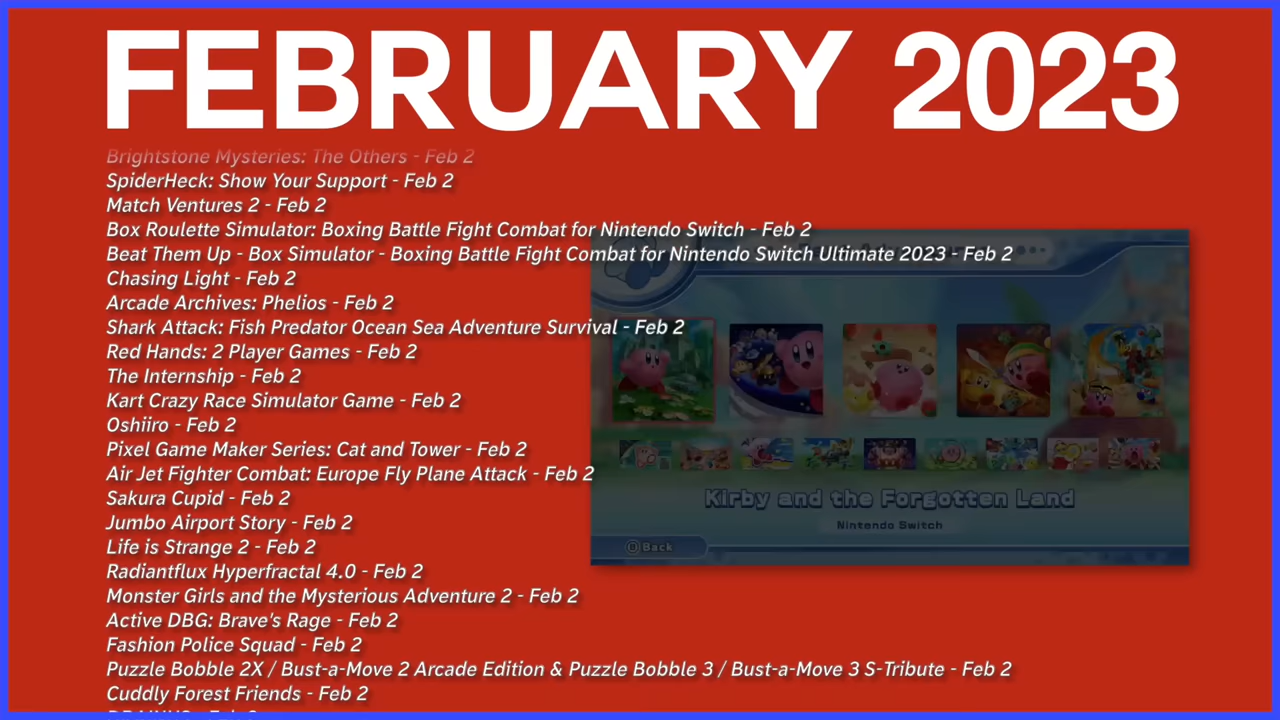 FEBRUARY 2023
Brightstone Mysteries: The Others - Feb 2
SpiderHeck: Show Your Support - Feb 2
Match Ventures 2 - Feb 2
Box Roulette Simulator: Boxing Battle Fight Combat for Nintendo Switch - Feb 2
Beat Them Up - Box Simulator - Boxing Battle Fight Combat for Nintendo Switch Ultimate 2023 - Feb 2
Chasing Light - Feb 2
Arcade Archives: Phelios - Feb 2
Shark Attack: Fish Predator Ocean Sea Adventure Survival - Feb 2
Red Hands: 2 Player Games - Feb 2
The Internship - Feb 2
Kart Crazy Race Simulator Game - Feb 2
Oshiiro - Feb 2
Pixel Game Maker Series: Cat and Tower - Feb 2
Air Jet Fighter Combat: Europe Fly Plane Attack - Feb 2
Sakura Cupid - Feb 2
Jumbo Airport Story - Feb 2
Life is Strange 2 - Feb 2
Radiantflux Hyperfractal 4.0 - Feb 2
Monster Girls and the Mysterious Adventure 2 - Feb 2
Active DBG: Brave's Rage - Feb 2
Fashion Police Squad - Feb 2
Puzzle Bobble 2X / Bust-a-Move 2 Arcade Edition & Puzzle Bobble 3 / Bust-a-Move 3 S-Tribute - Feb 2
Cuddly Forest Friends - Feb 2
Kirby and the Forgotten Land
Nintendo Switch
Back